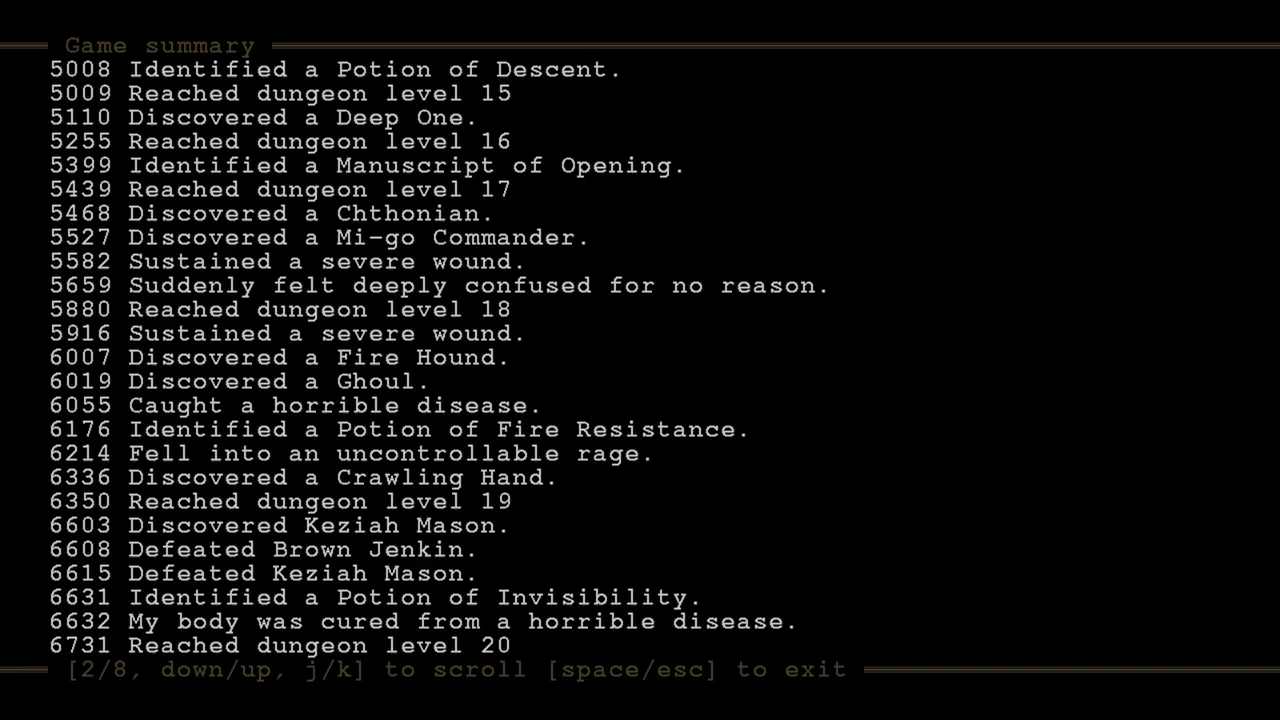 Game summary
5008 Identified a Potion of Descent.
5009 Reached dungeon level 15
5110 Discovered a Deep One.
5255 Reached dungeon level 16
5399 Identified a Manuscript of Opening.
5439 Reached dungeon level 17
5468 Discovered a Chthonian.
5527 Discovered a Mi-go Commander.
5582 Sustained a severe wound.
5659 Suddenly felt deeply confused for no reason.
5880 Reached dungeon level 18
5916 Sustained a severe wound.
6007 Discovered a Fire Hound.
6019 Discovered a Ghoul.
6055 Caught a horrible disease.
6176 Identified a Potion of Fire Resistance.
6214 Fell into an uncontrollable rage.
6336 Discovered a Crawling Hand.
6350 Reached dungeon level 19
6603 Discovered Keziah Mason.
6608 Defeated Brown Jenkin.
6615 Defeated Keziah Mason.
6631 Identified a Potion of Invisibility.
6632 My body was cured from a horrible disease.
6731 Reached dungeon level 20
[2/8, down/up, j/k] to scroll [space/esc] to exit